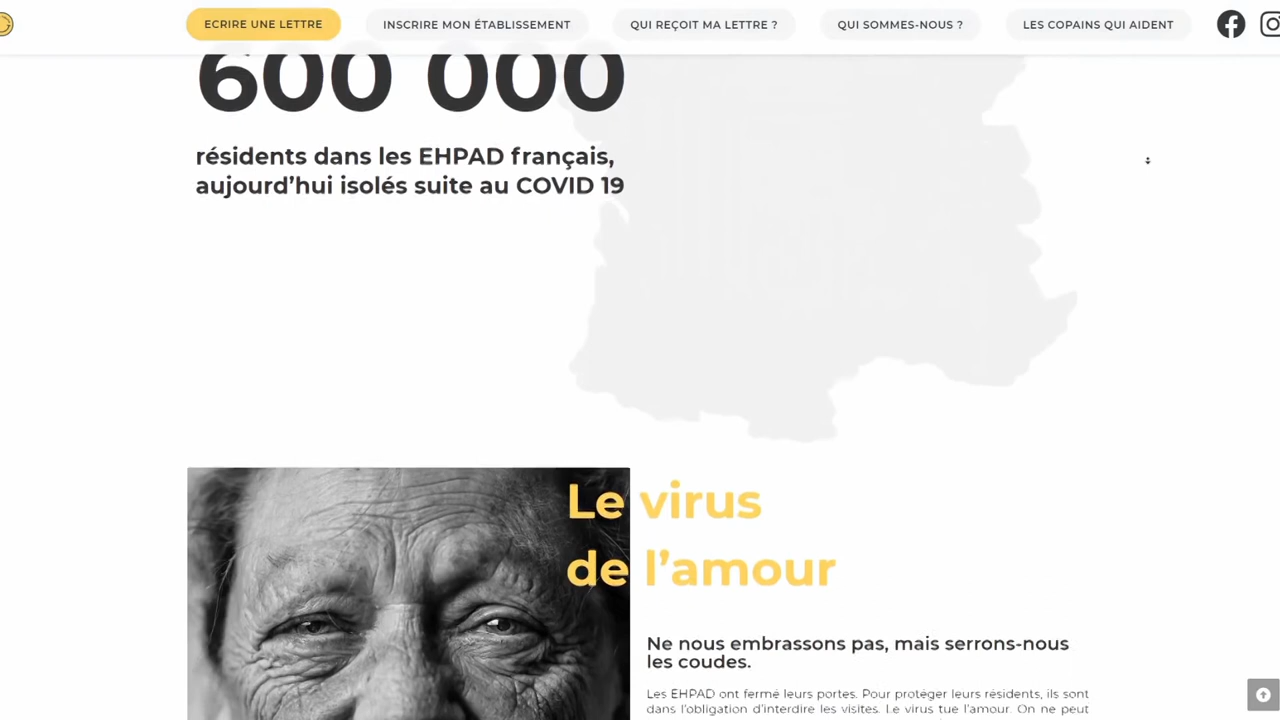 ECRIRE UNE LETTRE
INSCRIRE MON ÉTABLISSEMENT
QUI REÇOIT MA LETTRE ?
QUI SOMMES-NOUS ?
LES COPAINS QUI AIDENT
600 000
résidents dans les EHPAD français,
aujourd’hui isolés suite au COVID 19
Le virus
de l’amour
Ne nous embrassons pas, mais serrons-nous
les coudes.
Les EHPAD ont fermé leurs portes. Pour protéger leurs résidents, ils sont
dans l’obligation d’interdire les visites. Le virus tue l’amour. On ne peut